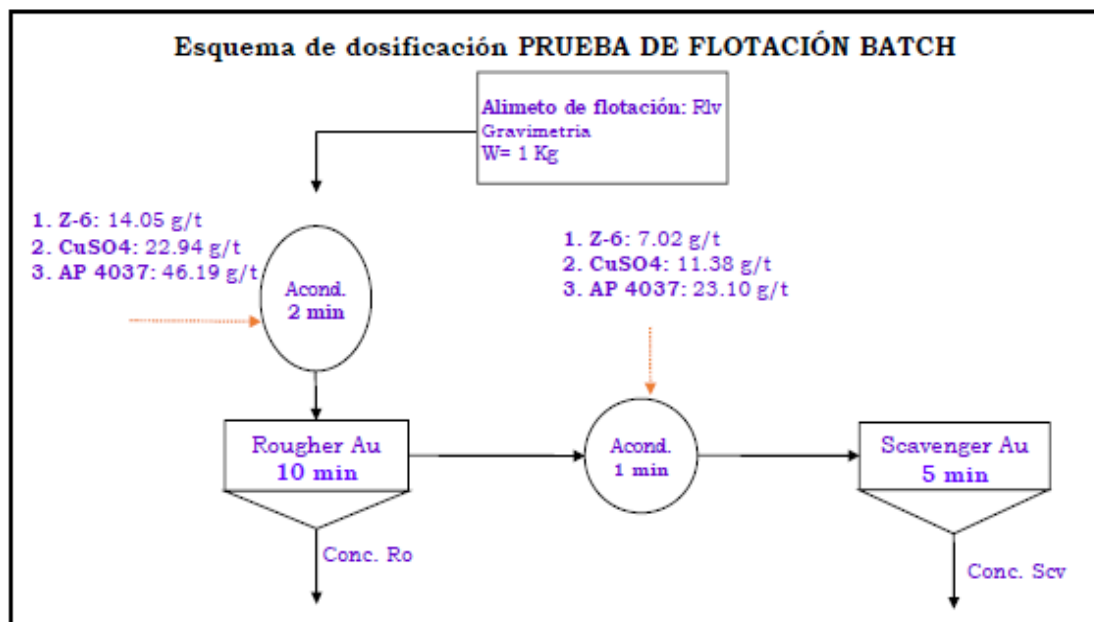 Esquema de dosificación PRUEBA DE FLOTACIÓN BATCH
Alimeto de flotación: Rlv
Gravimetria
W= 1 Kg
1. Z-6: 14.05 g/t
2. CuSO4: 22.94 g/t
3. AP 4037: 46.19 g/t
1. Z-6: 7.02 g/t
2. CuSO4: 11.38 g/t
3. AP 4037: 23.10 g/t
Acond.
2 min
Rougher Au
10 min
Acond.
1 min
Scavenger Au
5 min
Conc. Ro
Conc. Scv